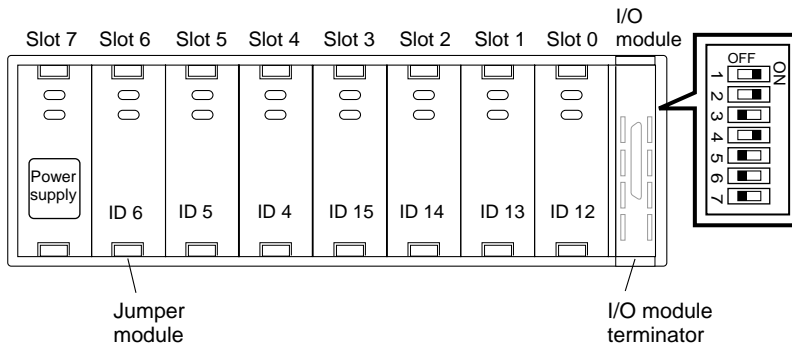 I/O
module
Slot 7 Slot 6 Slot 5 Slot 4 Slot 3 Slot 2 Slot 1 Slot 0
OFF
ON
1
2
3
4
5
6
7
Power
supply
ID 6 ID 5 ID 4 ID 15 ID 14 ID 13 ID 12
Jumper
module
I/O module
terminator